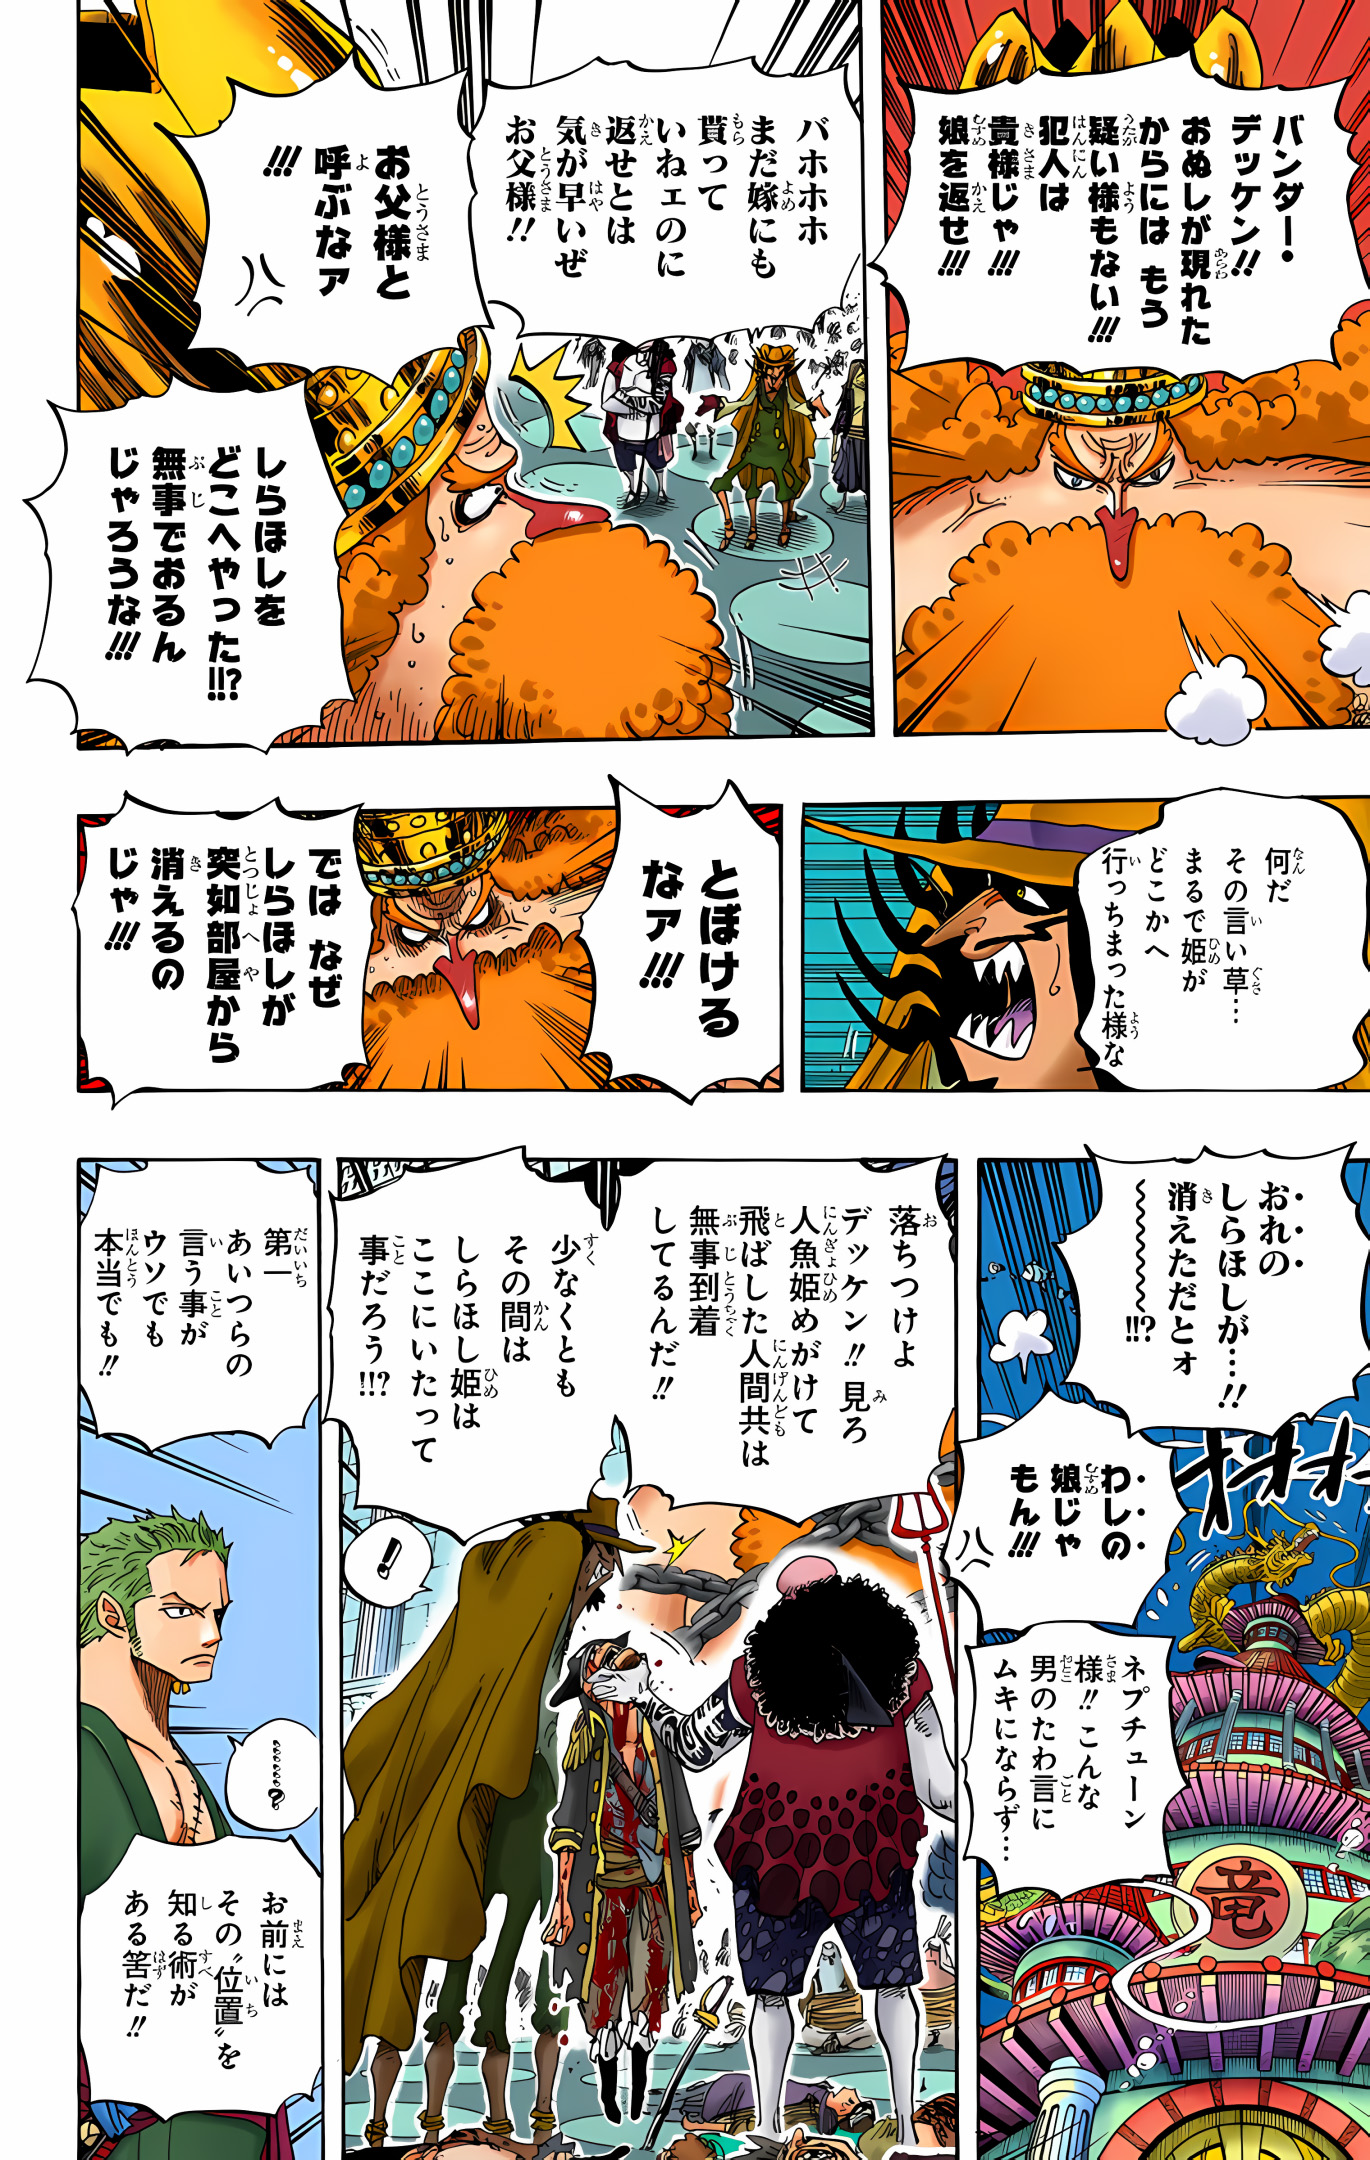 バンダー・
デッケン!!
おぬしが現れた
からには もう
疑い様もない!!!
犯人は
貴様じゃ!!!
娘を返せ!!!
バホホホ
まだ嫁にも
貰って
いねェのに
返せとは
気が早いぜ
お父様!!
お父様と
呼ぶなァ
!!!
しらほしを
どこへやった!!!?
無事でおるん
じゃろうな!!!
何だ
その言い草…
まるで姫が
どこかへ
行っちまった様な
とぼける
なァ!!!
では なぜ
しらほしが
突如部屋から
消えるの
じゃ!!!
おれの
しらほしが…!!
消えただとォ
〜〜〜〜!!?
わしの
娘じゃ
もん!!!
ネプチューン
様!! こんな
男のたわ言に
ムキにならず…
オオオオ
竜
落ちつけよ
デッケン!! 見ろ
人魚姫めがけて
飛ばした人間共は
無事到着
してるんだ!!
少なくとも
その間は
しらほし姫は
ここにいたって
事だろう!!?
!
第一
あいつらの
言う事が
ウソでも
本当でも!!
……?
お前には
その〝位置〟を
知る術が
ある筈だ!!